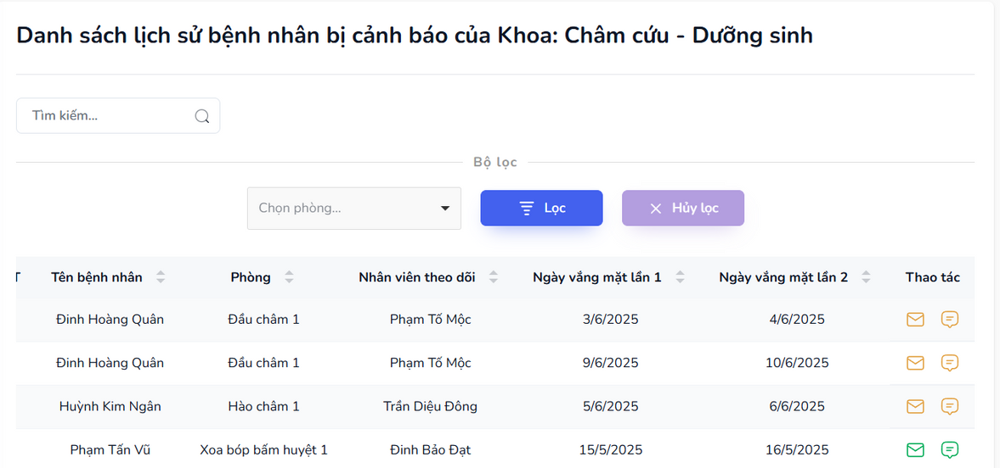 Danh sách lịch sử bệnh nhân bị cảnh báo của Khoa: Châm cứu - Dưỡng sinh
Tìm kiếm...
Bộ lọc
Chọn phòng... Lọc Hủy lọc
T Tên bệnh nhân Phòng Nhân viên theo dõi Ngày vắng mặt lần 1 Ngày vắng mặt lần 2 Thao tác
Đinh Hoàng Quân Đầu châm 1 Phạm Tố Mộc 3/6/2025 4/6/2025
Đinh Hoàng Quân Đầu châm 1 Phạm Tố Mộc 9/6/2025 10/6/2025
Huỳnh Kim Ngân Hào châm 1 Trần Diệu Đông 5/6/2025 6/6/2025
Phạm Tấn Vũ Xoa bóp bấm huyệt 1 Đinh Bảo Đạt 15/5/2025 16/5/2025